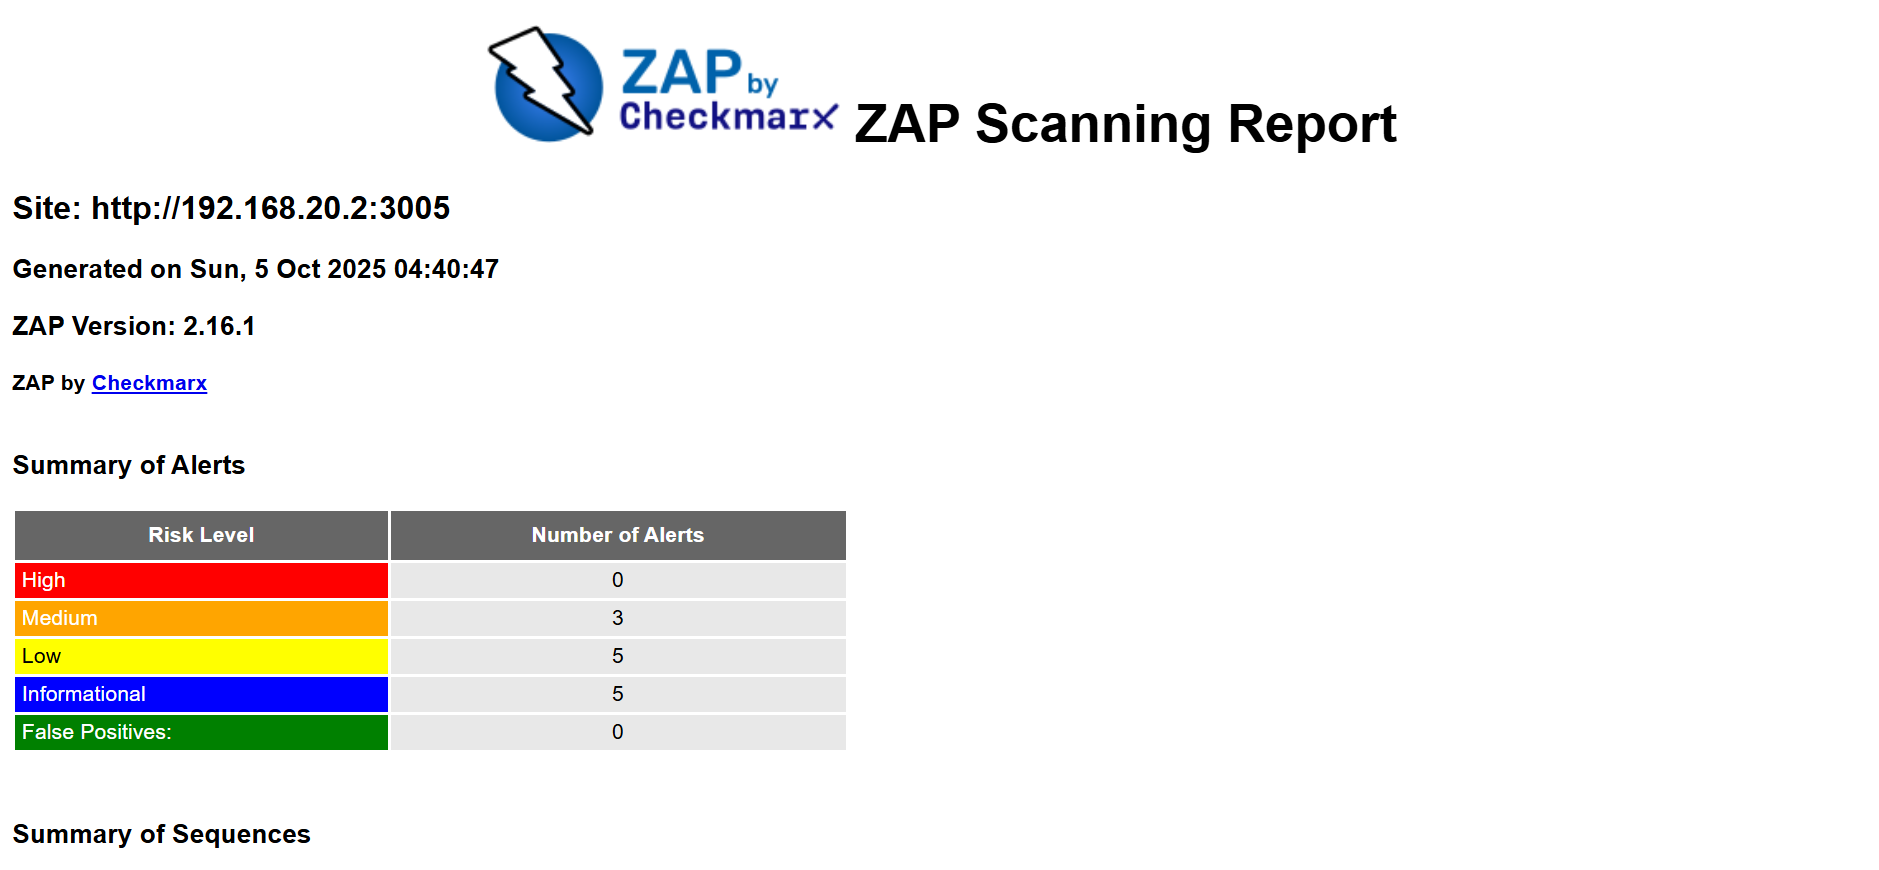 ZAP by
Checkmarx ZAP Scanning Report
Site: http://192.168.20.2:3005
Generated on Sun, 5 Oct 2025 04:40:47
ZAP Version: 2.16.1
ZAP by Checkmarx
Summary of Alerts
Risk Level Number of Alerts
High 0
Medium 3
Low 5
Informational 5
False Positives: 0
Summary of Sequences